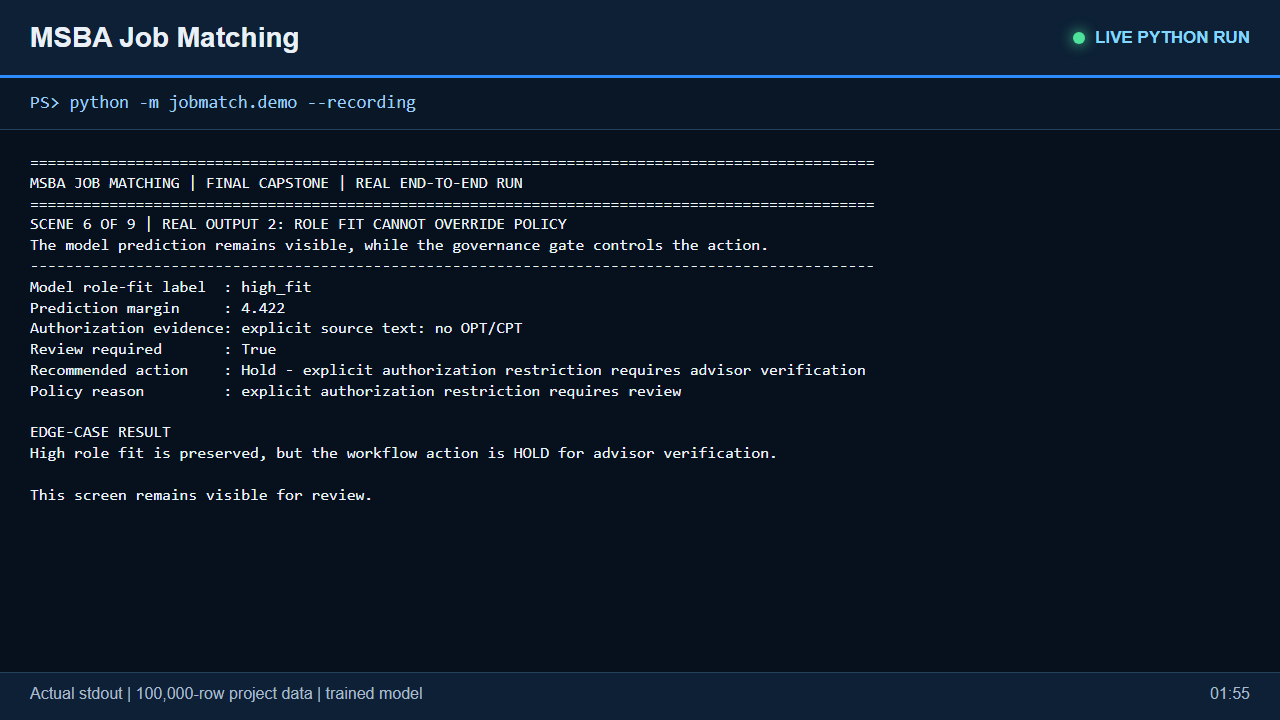 MSBA Job Matching
LIVE PYTHON RUN
PS> python -m jobmatch.demo --recording
================================================================================================
MSBA JOB MATCHING | FINAL CAPSTONE | REAL END-TO-END RUN
================================================================================================
SCENE 6 OF 9 | REAL OUTPUT 2: ROLE FIT CANNOT OVERRIDE POLICY
The model prediction remains visible, while the governance gate controls the action.
------------------------------------------------------------------------------------------------
Model role-fit label  : high_fit
Prediction margin     : 4.422
Authorization evidence: explicit source text: no OPT/CPT
Review required       : True
Recommended action    : Hold - explicit authorization restriction requires advisor verification
Policy reason         : explicit authorization restriction requires review
EDGE-CASE RESULT
High role fit is preserved, but the workflow action is HOLD for advisor verification.
This screen remains visible for review.
Actual stdout | 100,000-row project data | trained model
01:55